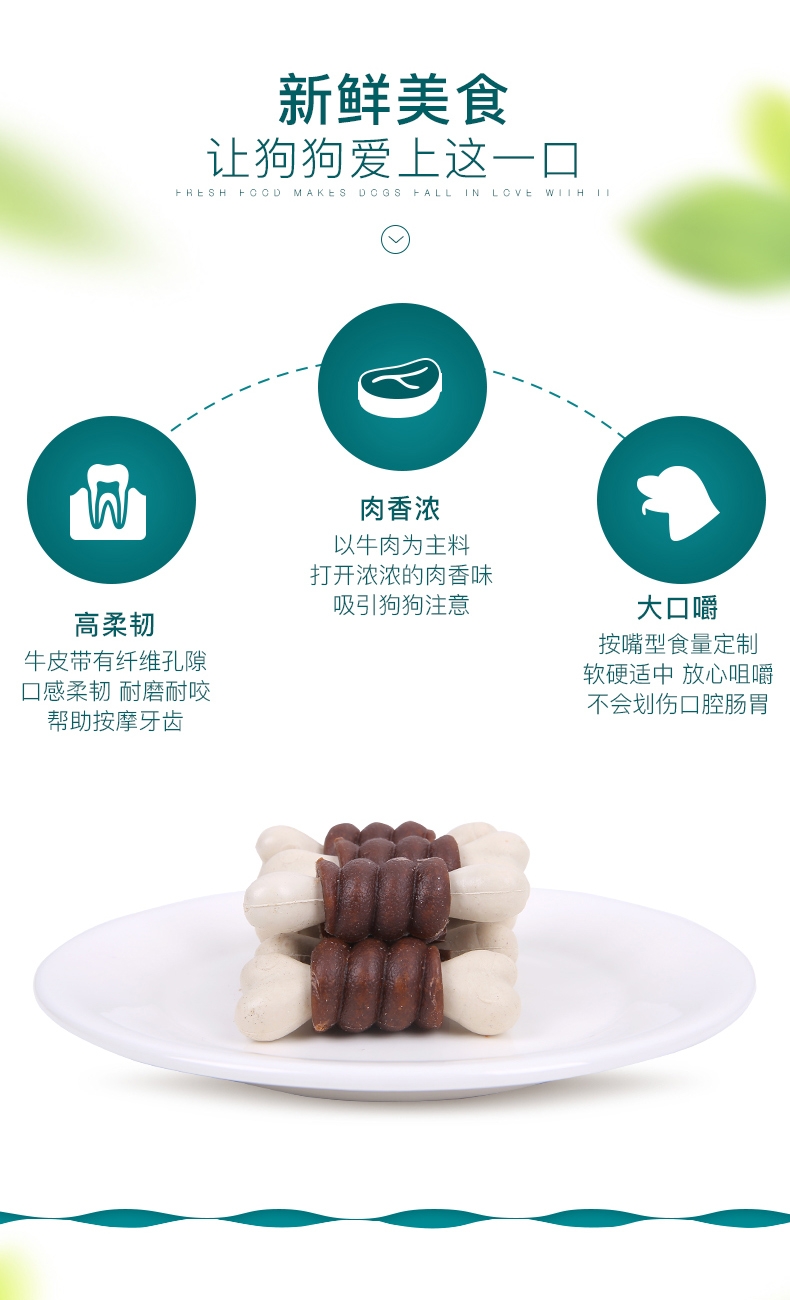 新鲜美食
让狗狗爱上这一口
FRESH FOOD MAKES DOGS FALL IN LOVE WITH IT
肉香浓
以牛肉为主料
打开浓浓的肉香味
吸引狗狗注意
高柔韧
牛皮带有纤维孔隙
口感柔韧 耐磨耐咬
帮助按摩牙齿
大口嚼
按嘴型食量定制
软硬适中 放心咀嚼
不会划伤口腔肠胃